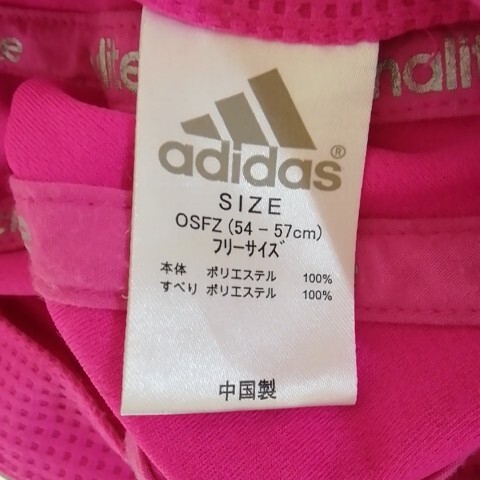 adidas®
SIZE
OSFZ (54 - 57cm)
フリーサイズ
本体 ポリエステル 100%
すべり ポリエステル 100%
中国製